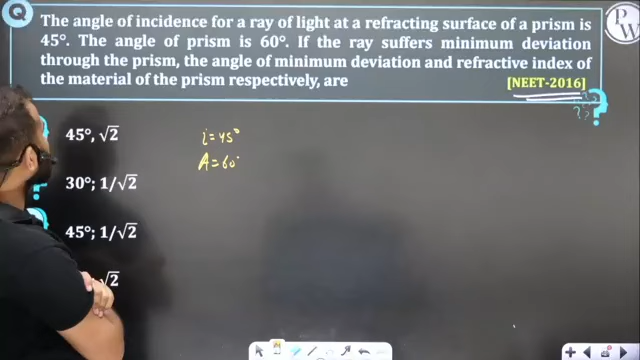 Q The angle of incidence for a ray of light at a refracting surface of a prism is
45°. The angle of prism is 60°. If the ray suffers minimum deviation
through the prism, the angle of minimum deviation and refractive index of
the material of the prism respectively, are [NEET-2016]
PW
??
??
45°, √2
i=45°
A=60°
30°; 1/√2
45°; 1/√2
√2